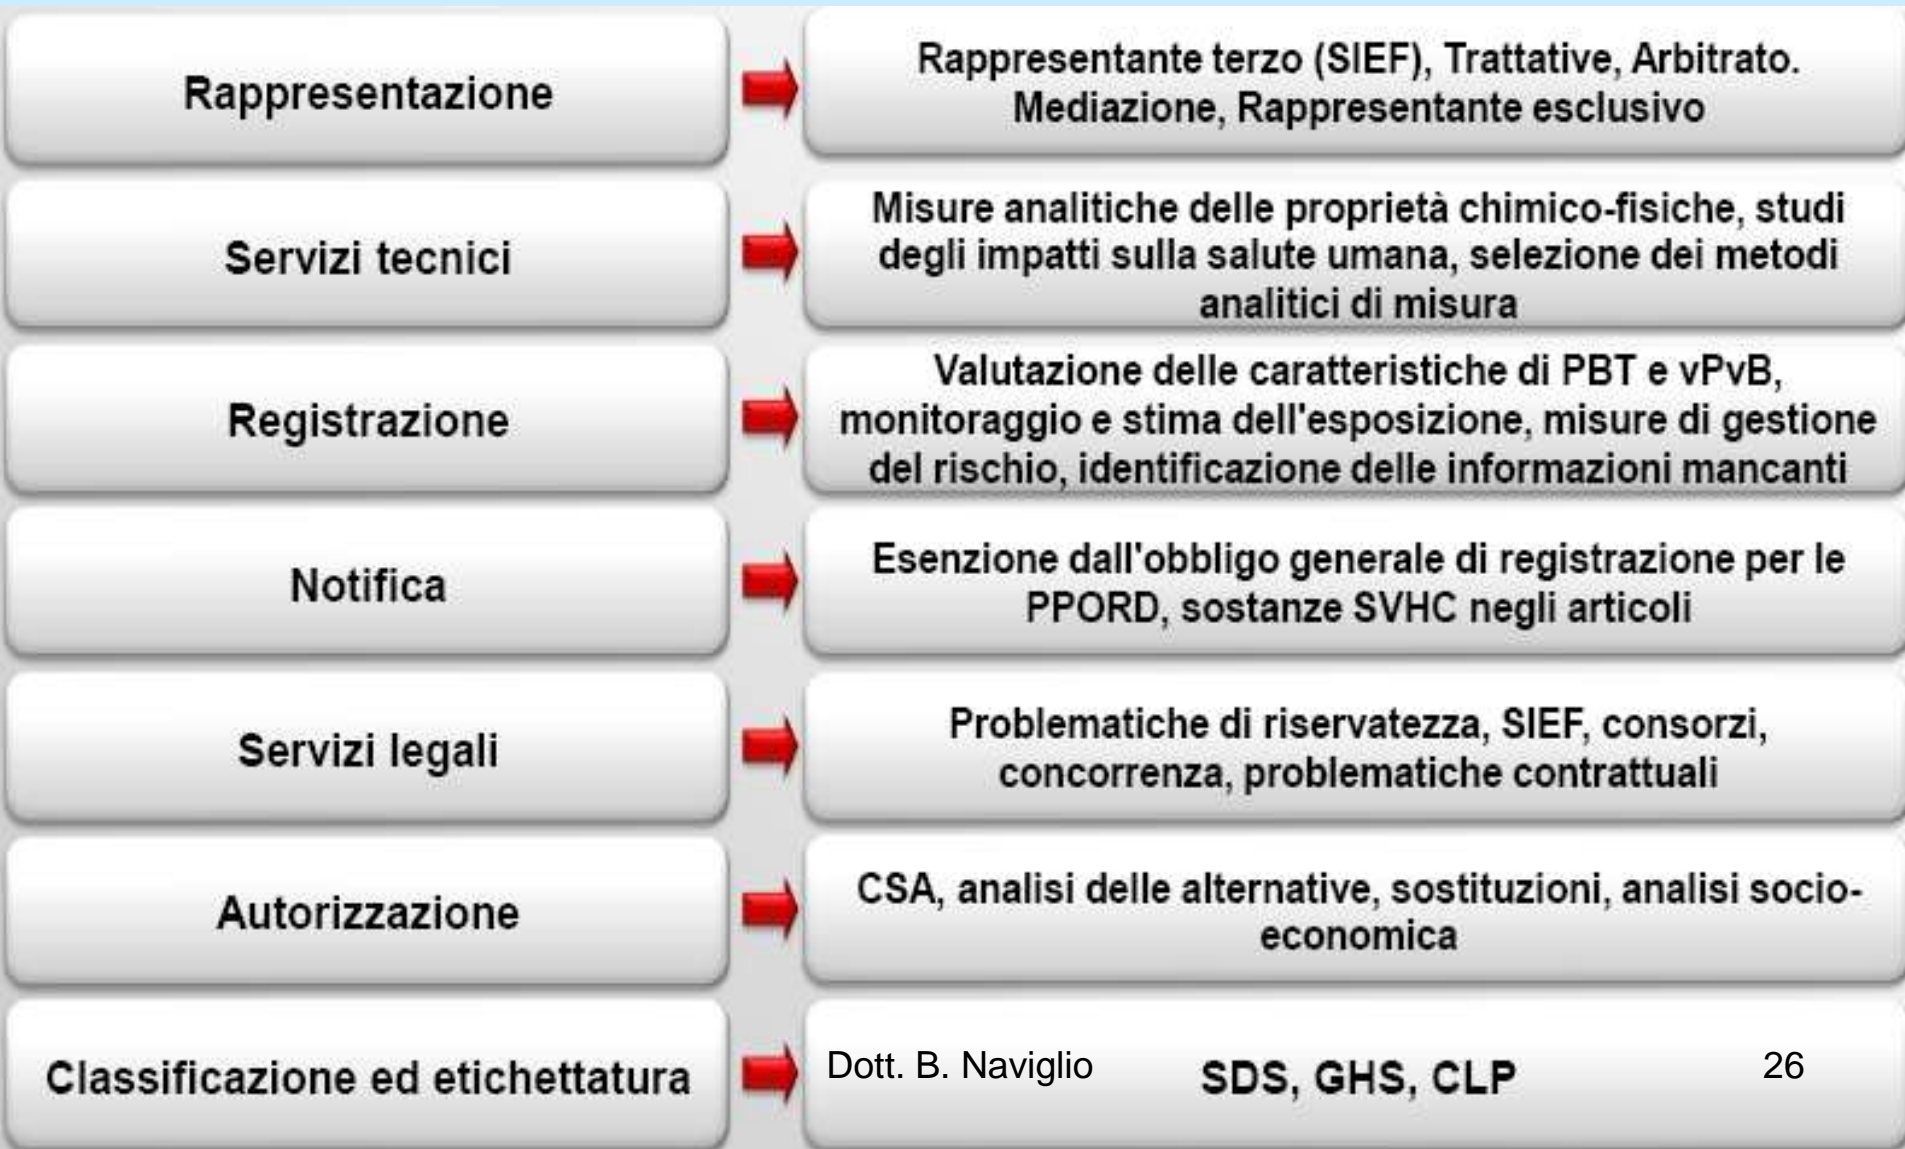 Rappresentazione
Rappresentante terzo (SIEF), Trattative, Arbitrato.
Mediazione, Rappresentante esclusivo
Servizi tecnici
Misure analitiche delle proprietà chimico-fisiche, studi
degli impatti sulla salute umana, selezione dei metodi
analitici di misura
Registrazione
Valutazione delle caratteristiche di PBT e vPvB,
monitoraggio e stima dell'esposizione, misure di gestione
del rischio, identificazione delle informazioni mancanti
Notifica
Esenzione dall'obbligo generale di registrazione per le
PPORD, sostanze SVHC negli articoli
Servizi legali
Problematiche di riservatezza, SIEF, consorzi,
concorrenza, problematiche contrattuali
Autorizzazione
CSA, analisi delle alternative, sostituzioni, analisi socio-
economica
Classificazione ed etichettatura
Dott. B. Naviglio
SDS, GHS, CLP
26